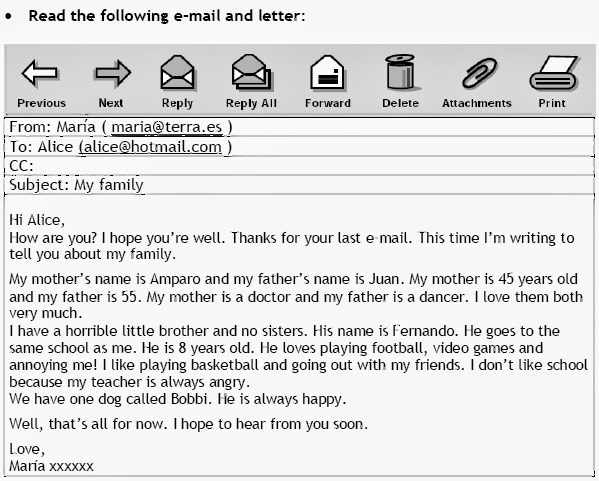 • Read the following e-mail and letter:
Previous Next Reply Reply All Forward Delete Attachments Print
From: María ( maria@terra.es )
To: Alice (alice@hotmail.com )
CC:
Subject: My family
Hi Alice,
How are you? I hope you're well. Thanks for your last e-mail. This time I'm writing to
tell you about my family.
My mother's name is Amparo and my father's name is Juan. My mother is 45 years old
and my father is 55. My mother is a doctor and my father is a dancer. I love them both
very much.
I have a horrible little brother and no sisters. His name is Fernando. He goes to the
same school as me. He is 8 years old. He loves playing football, video games and
annoying me! I like playing basketball and going out with my friends. I don't like school
because my teacher is always angry.
We have one dog called Bobbi. He is always happy.
Well, that's all for now. I hope to hear from you soon.
Love,
María xxxxxx